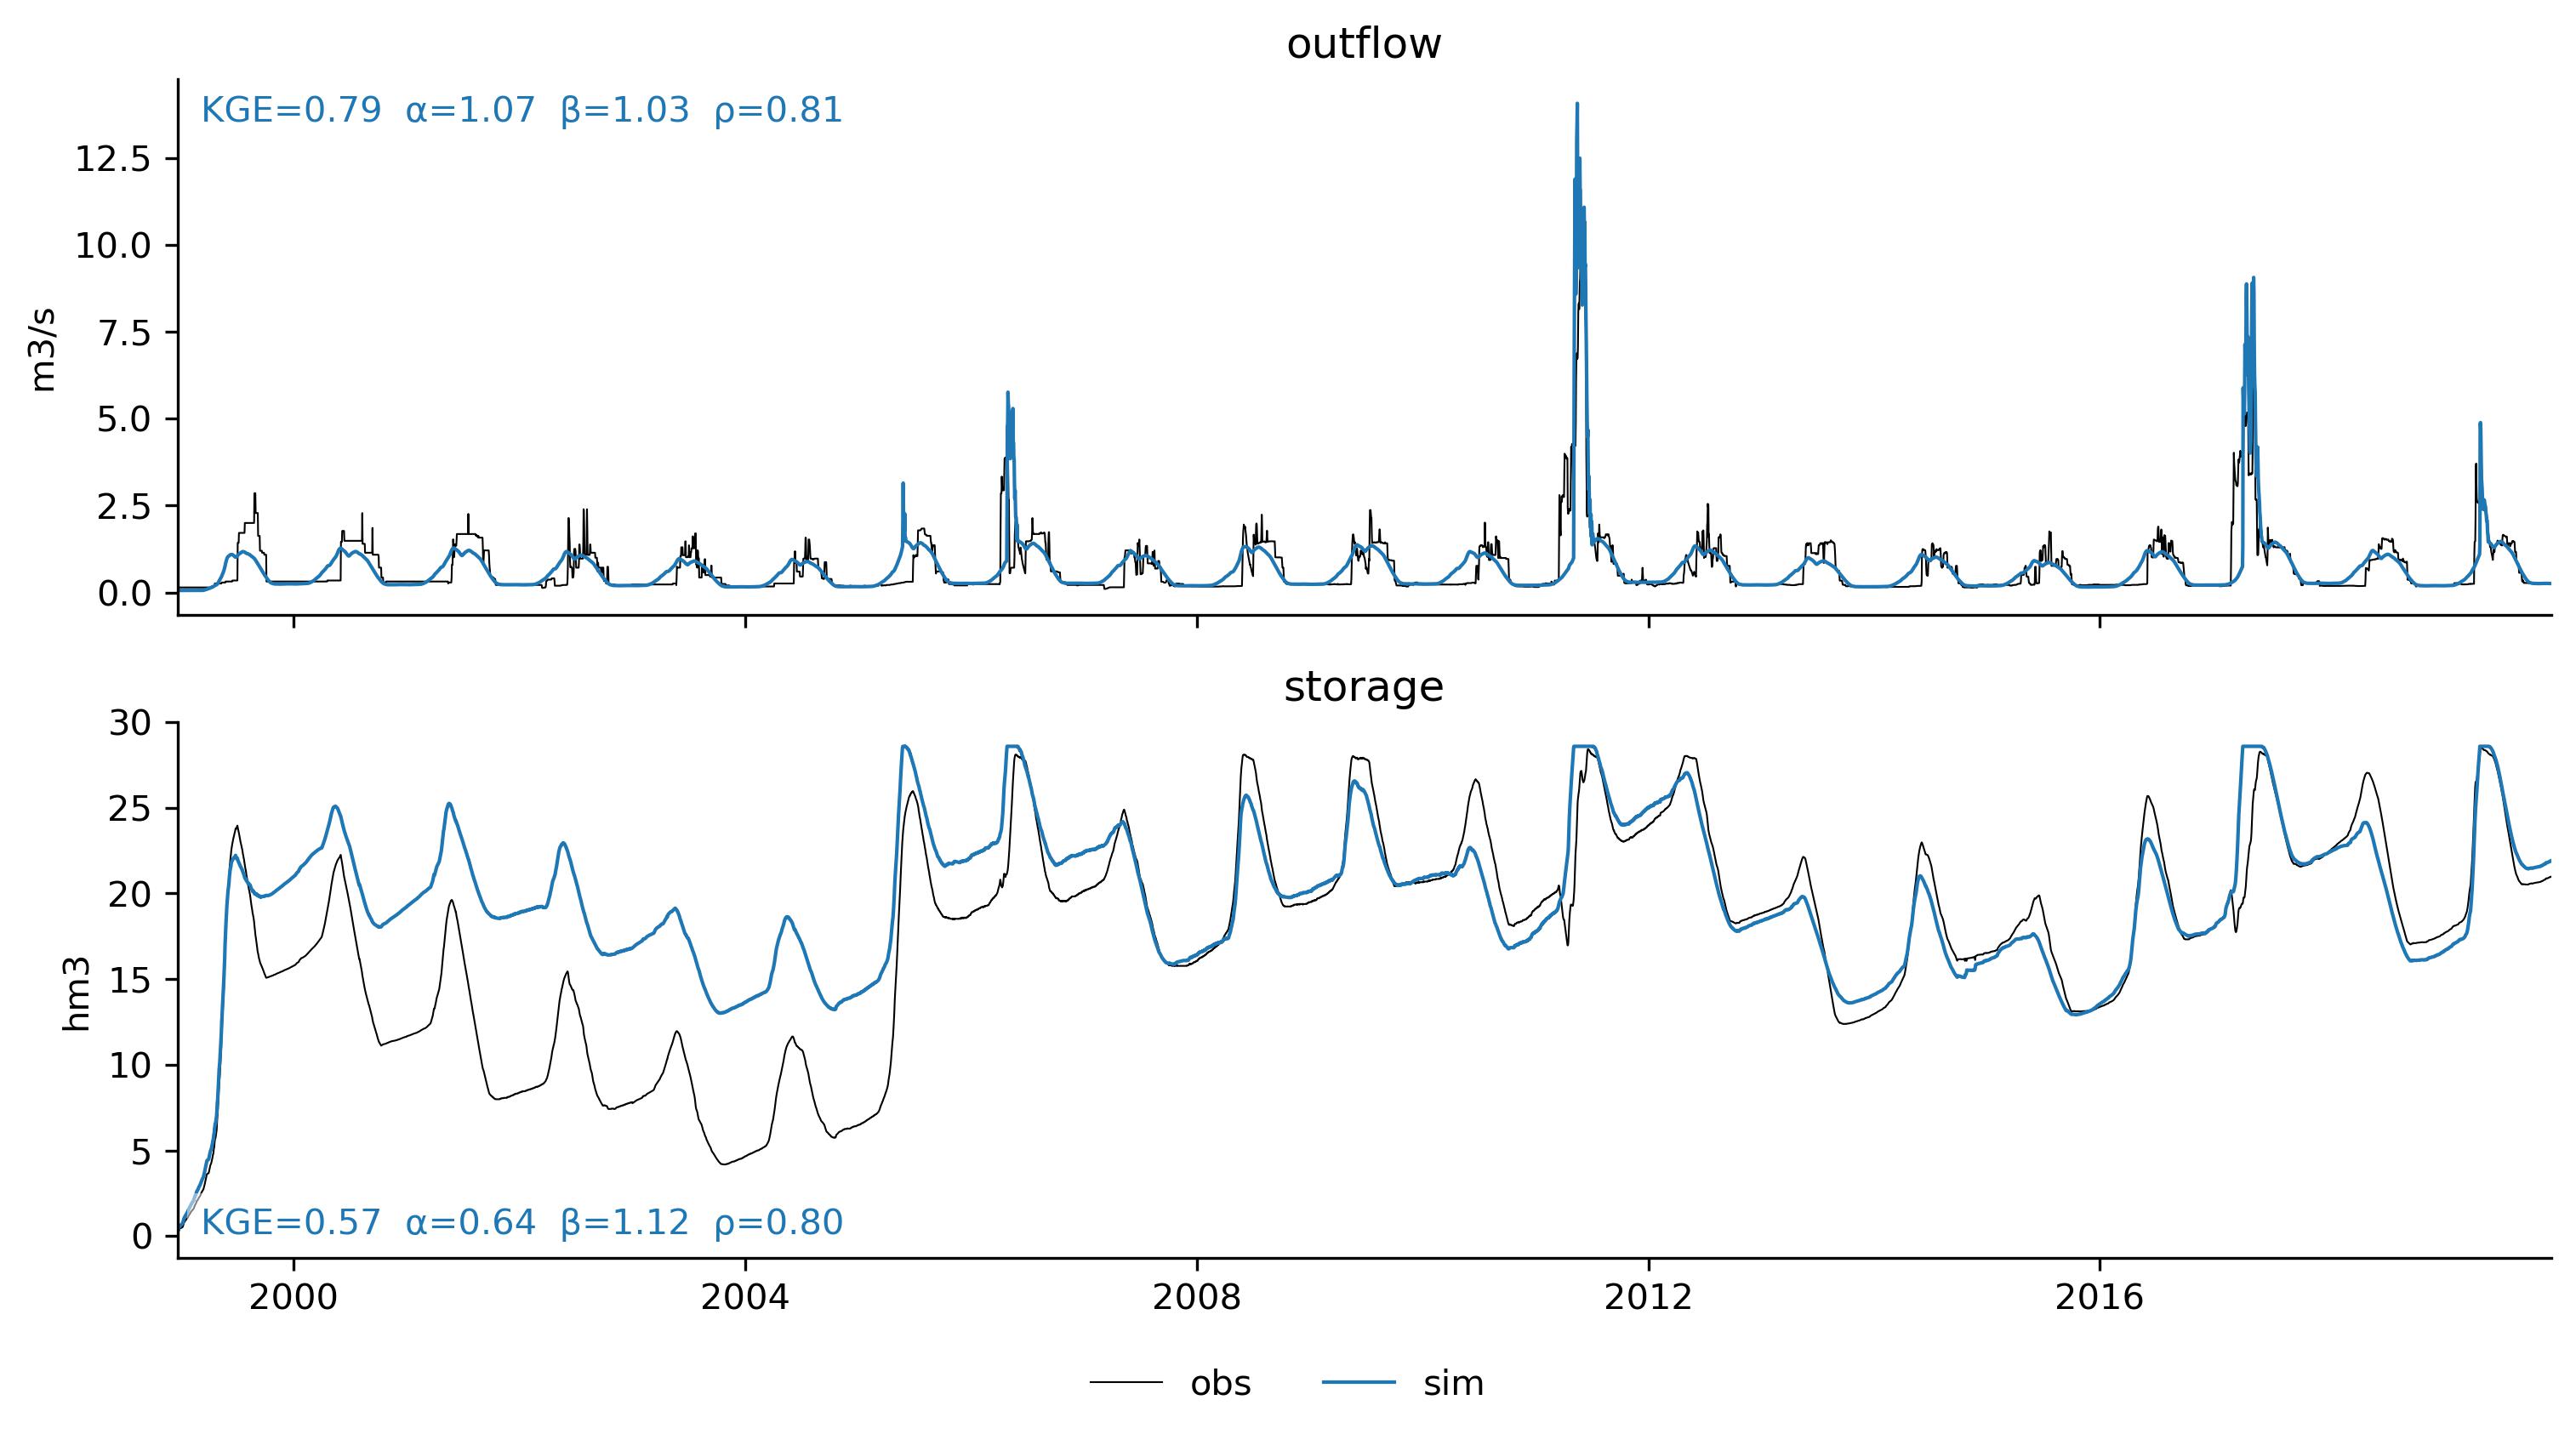 outflow
KGE=0.79 α=1.07 β=1.03 ρ=0.81
12.5
10.0
7.5
5.0
2.5
0.0
m3/s
storage
30
25
20
15
10
5
0
hm3
KGE=0.57 α=0.64 β=1.12 ρ=0.80
2000 2004 2008 2012 2016
obs sim